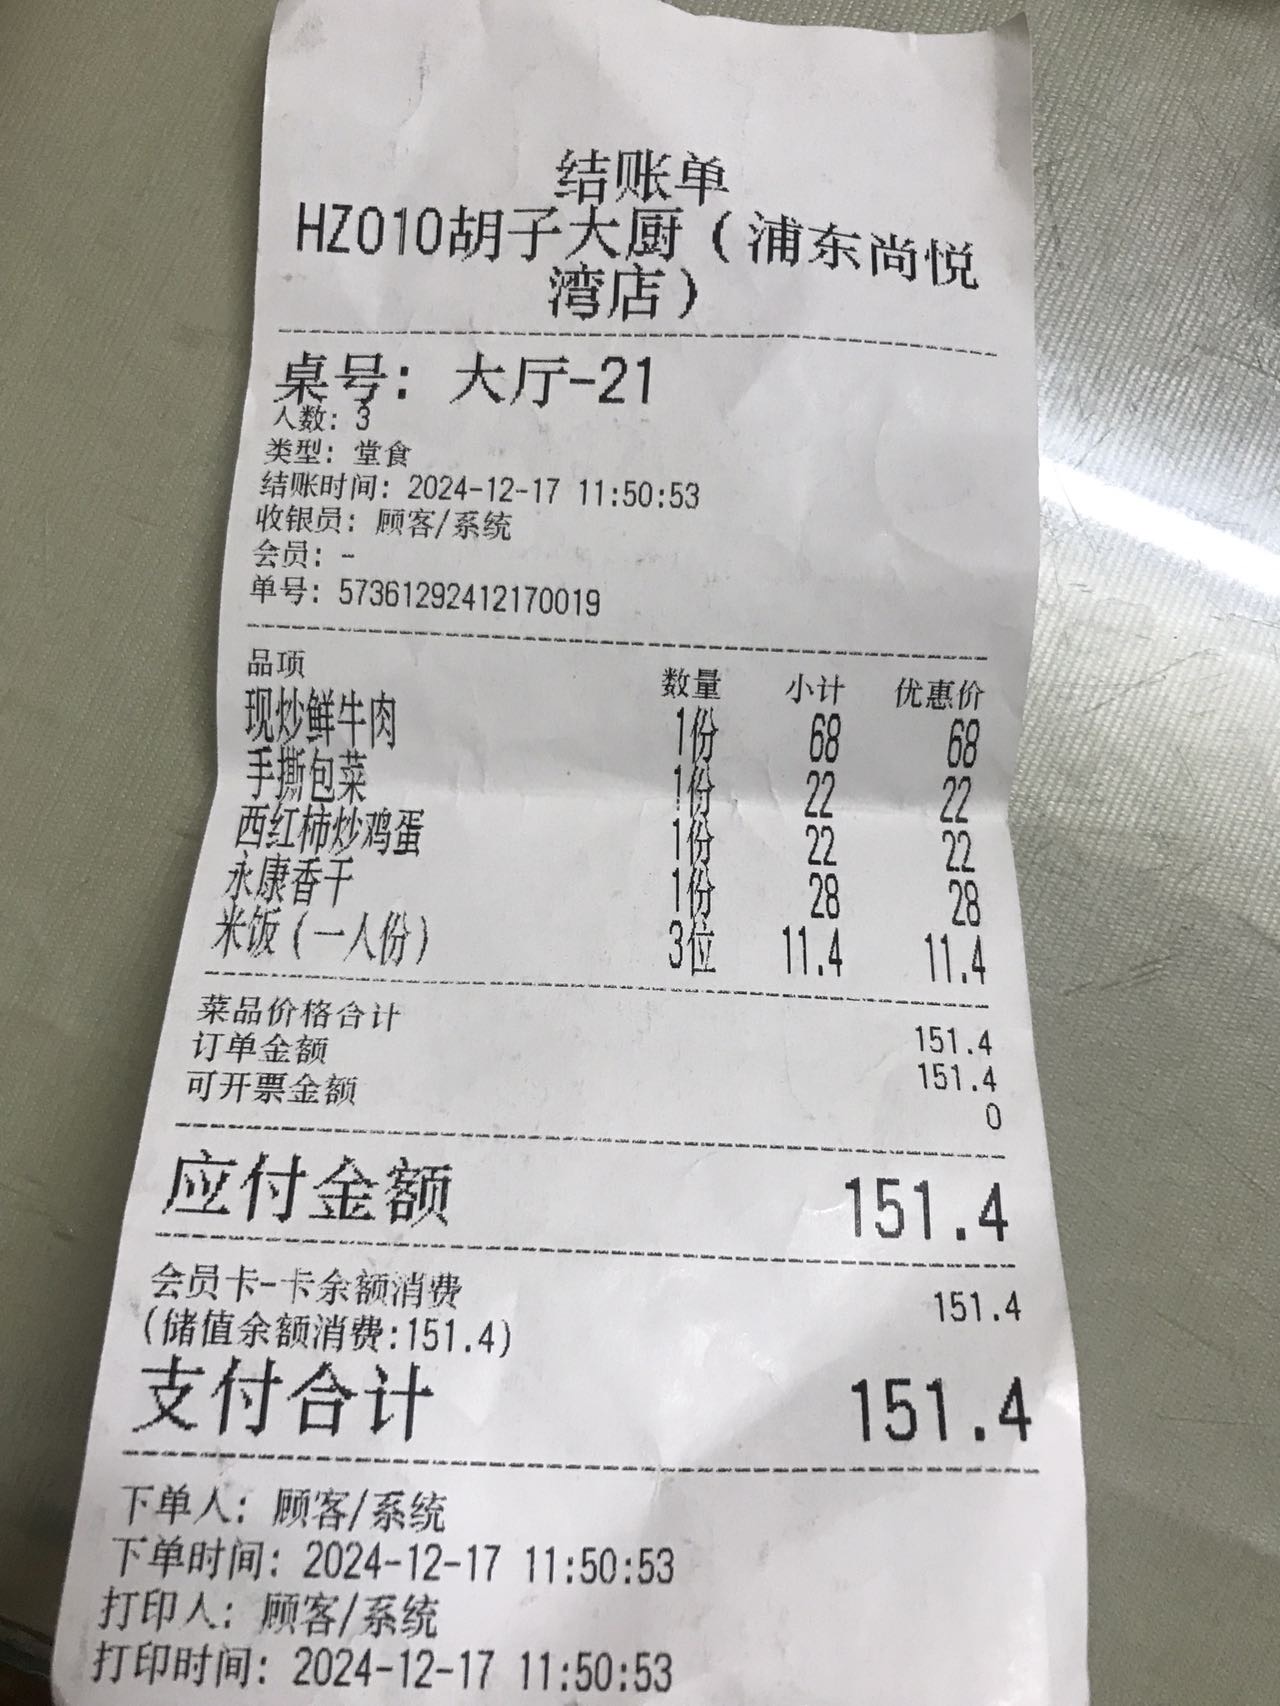 结账单
HZ010胡子大厨(浦东尚悦
湾店)
桌号: 大厅-21
人数: 3
类型: 堂食
结账时间: 2024-12-17 11:50:53
收银员: 顾客/系统
会员: -
单号: 57361292412170019
品项 数量 小计 优惠价
现炒鲜牛肉 1份 68 68
手撕包菜 1份 22 22
西红柿炒鸡蛋 1份 22 22
永康香干 1份 28 28
米饭(一人份) 3位 11.4 11.4
菜品价格合计 151.4
订单金额 151.4
可开票金额 0
应付金额 151.4
会员卡-卡余额消费 151.4
(储值余额消费:151.4)
支付合计 151.4
下单人: 顾客/系统
下单时间: 2024-12-17 11:50:53
打印人: 顾客/系统
打印时间: 2024-12-17 11:50:53